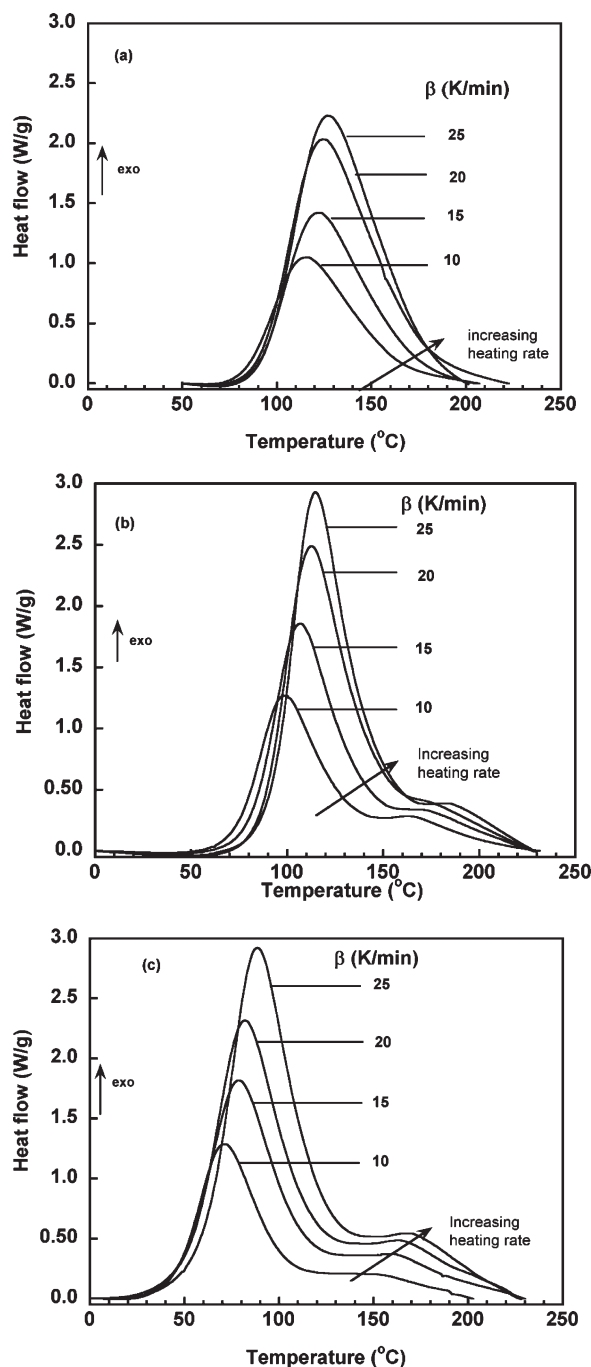 (a)
β (K/min)
25
20
15
10
exo
increasing
heating rate
Heat flow (W/g)
3.0
2.5
2.0
1.5
1.0
0.5
0.0
0 50 100 150 200 250
Temperature (°C)
(b)
β (K/min)
25
20
15
10
exo
Increasing
heating rate
Heat flow (W/g)
3.0
2.5
2.0
1.5
1.0
0.50
0.0
0 50 100 150 200 250
Temperature (°C)
(c)
β (K/min)
25
20
15
10
exo
Increasing
heating rate
Heat flow (W/g)
3.0
2.5
2.0
1.5
1.0
0.50
0.0
0 50 100 150 200 250
Temperature (°C)